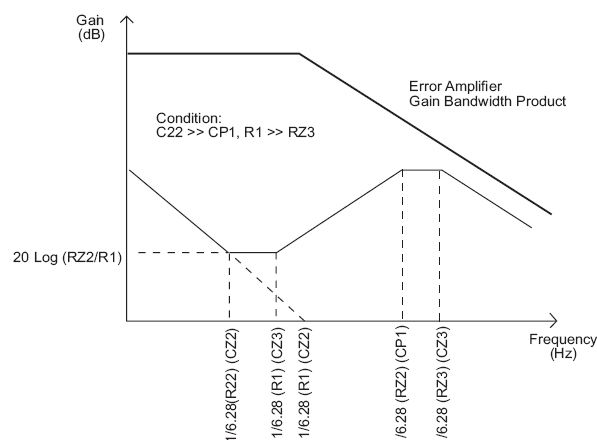 Gain
(dB)
Error Amplifier
Gain Bandwidth Product
Condition:
C22 >> CP1, R1 >> RZ3
20 Log (RZ2/R1)
Frequency
(Hz)
1/6.28(R22) (CZ2)
1/6.28 (R1) (CZ3)
1/6.28 (R1) (CZ2)
/6.28 (RZ2) (CP1)
/6.28 (RZ3) (CZ3)